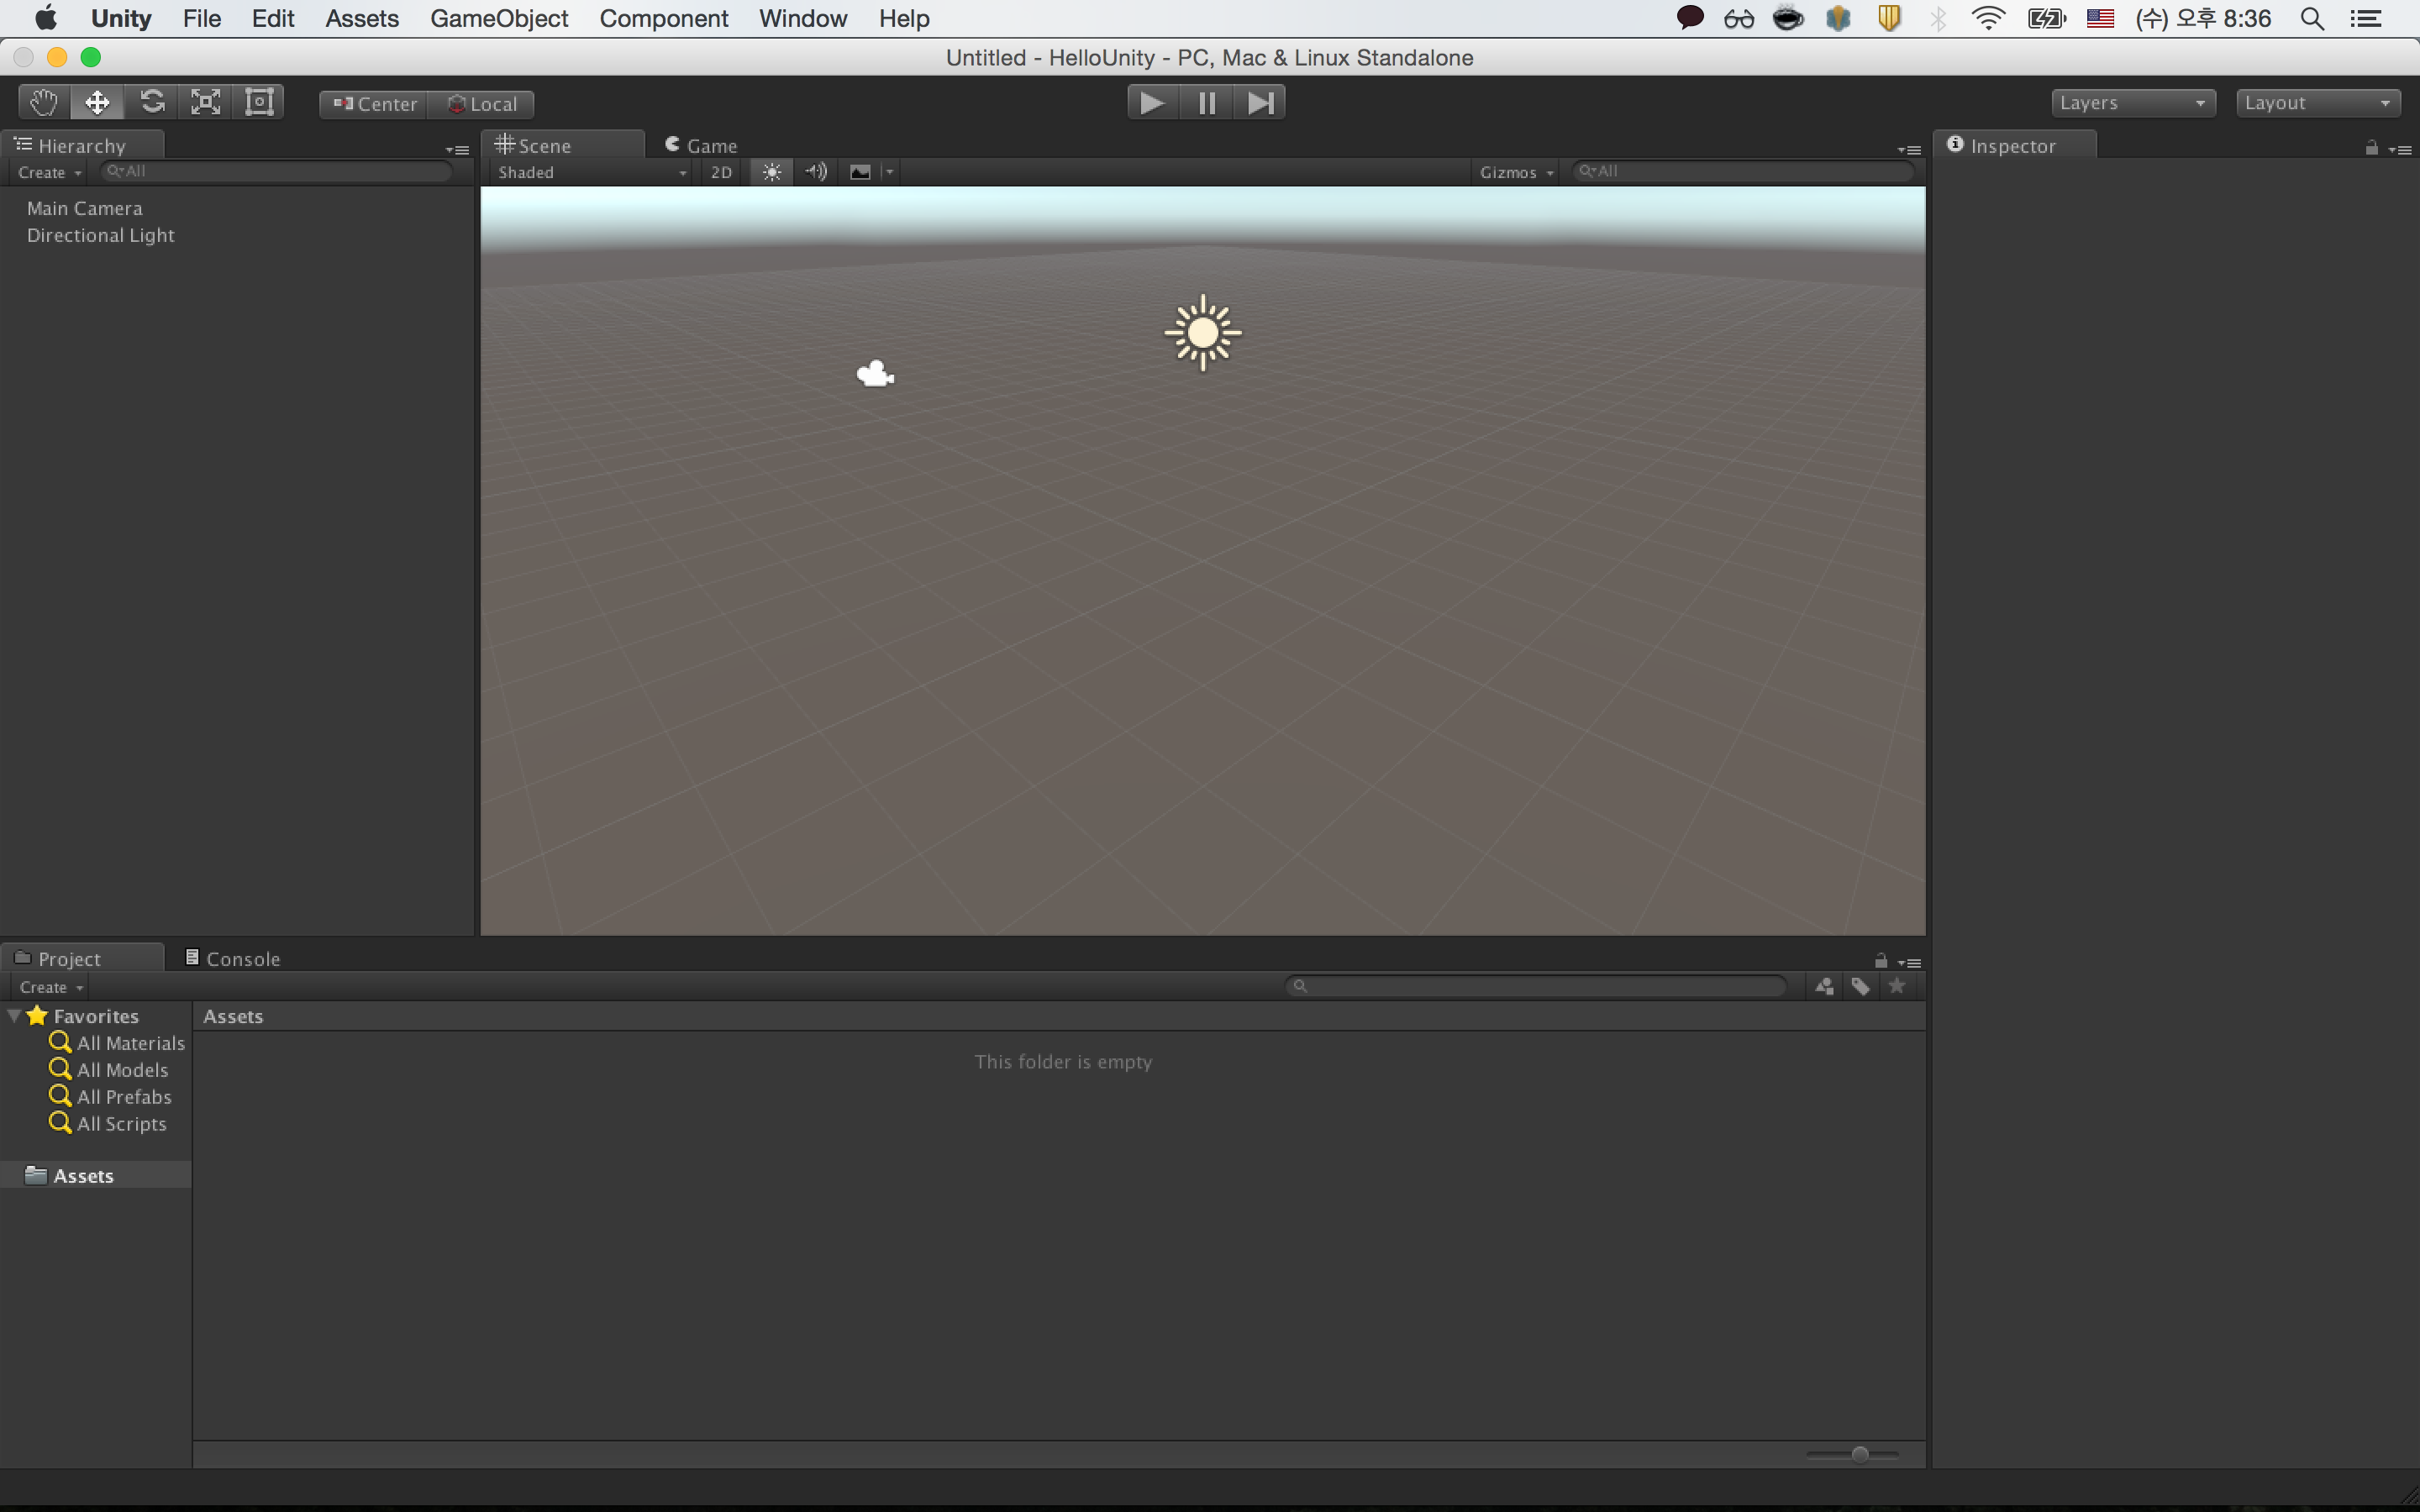 Unity File Edit Assets GameObject Component Window Help (수) 오후 8:36
Untitled - HelloUnity - PC, Mac & Linux Standalone
Center Local Layers Layout
Hierarchy
Create All
Main Camera
Directional Light
Scene Game
Shaded 2D Gizmos All
Inspector
Project Console
Create
Favorites
All Materials
All Models
All Prefabs
All Scripts
Assets
Assets
This folder is empty